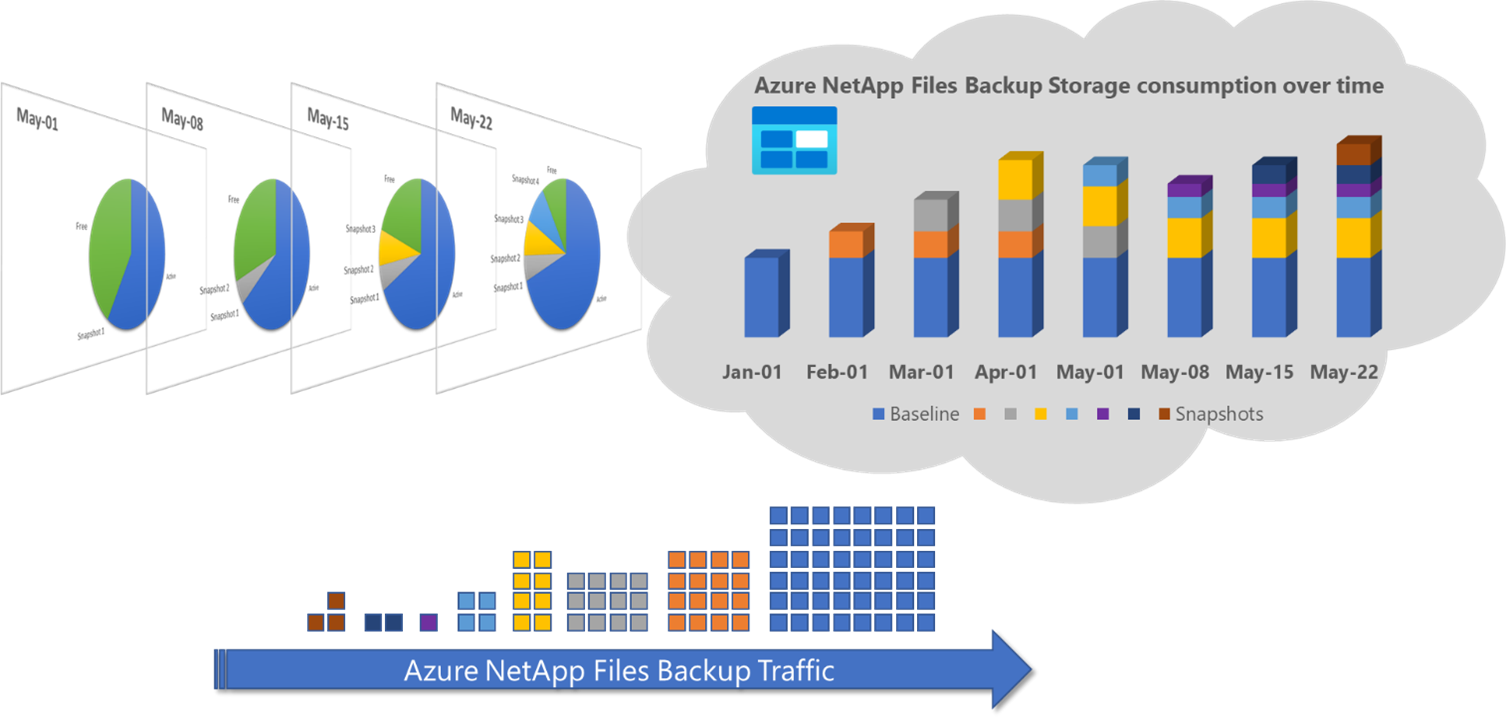 May-01
Free
Active
Snapshot 1
May-08
Free
Snapshot 2
Snapshot 1
Active
May-15
Free
Snapshot 3
Snapshot 2
Snapshot 1
Active
May-22
Free
Snapshot 4
Snapshot 3
Snapshot 2
Snapshot 1
Active
Azure NetApp Files Backup Storage consumption over time
Jan-01 Feb-01 Mar-01 Apr-01 May-01 May-08 May-15 May-22
Baseline Snapshots
Azure NetApp Files Backup Traffic